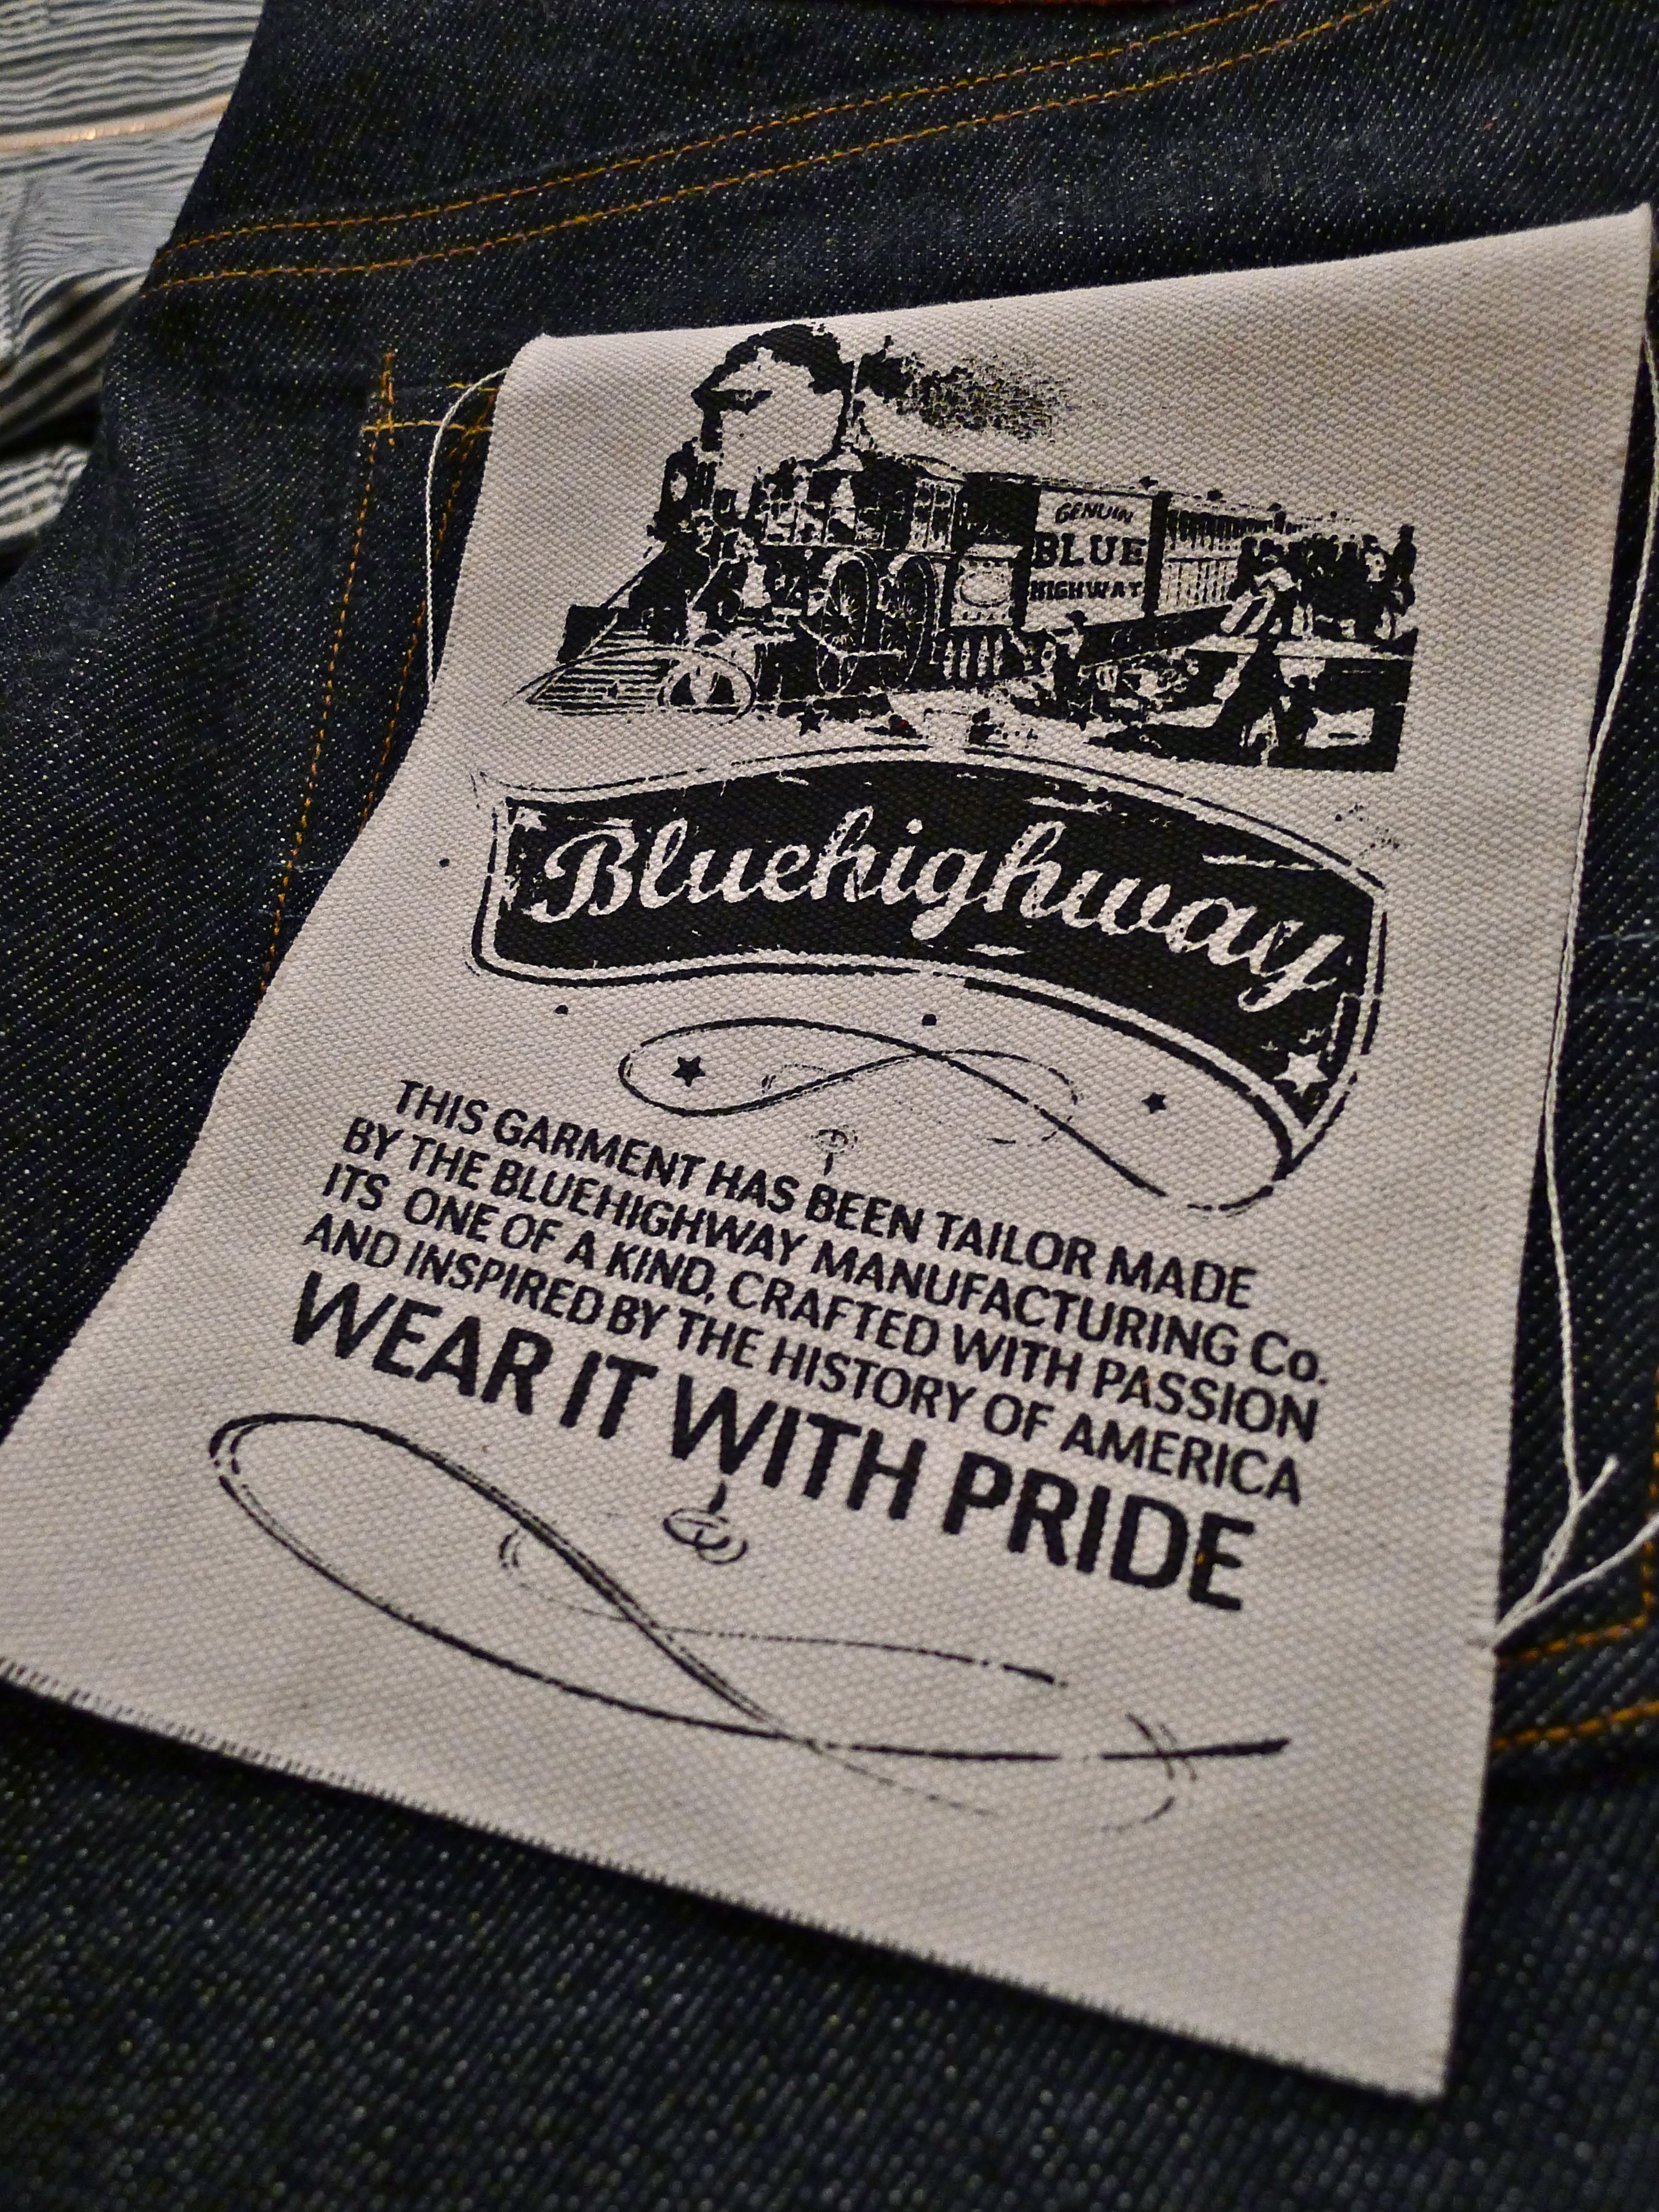 GENUIN
BLUE
HIGHWAY
Bluehighway
THIS GARMENT HAS BEEN TAILOR MADE
BY THE BLUEHIGHWAY MANUFACTURING Co.
ITS ONE OF A KIND, CRAFTED WITH PASSION
AND INSPIRED BY THE HISTORY OF AMERICA
WEAR IT WITH PRIDE